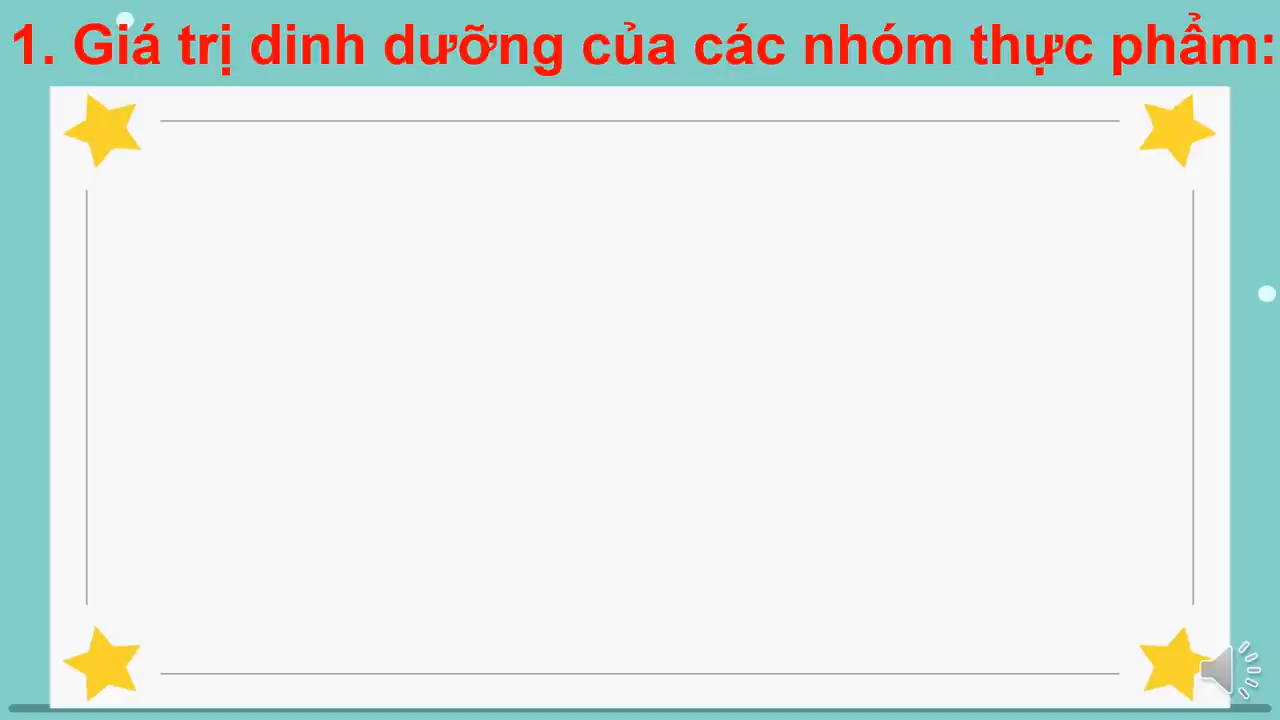 1. Giá trị dinh dưỡng của các nhóm thực phẩm: